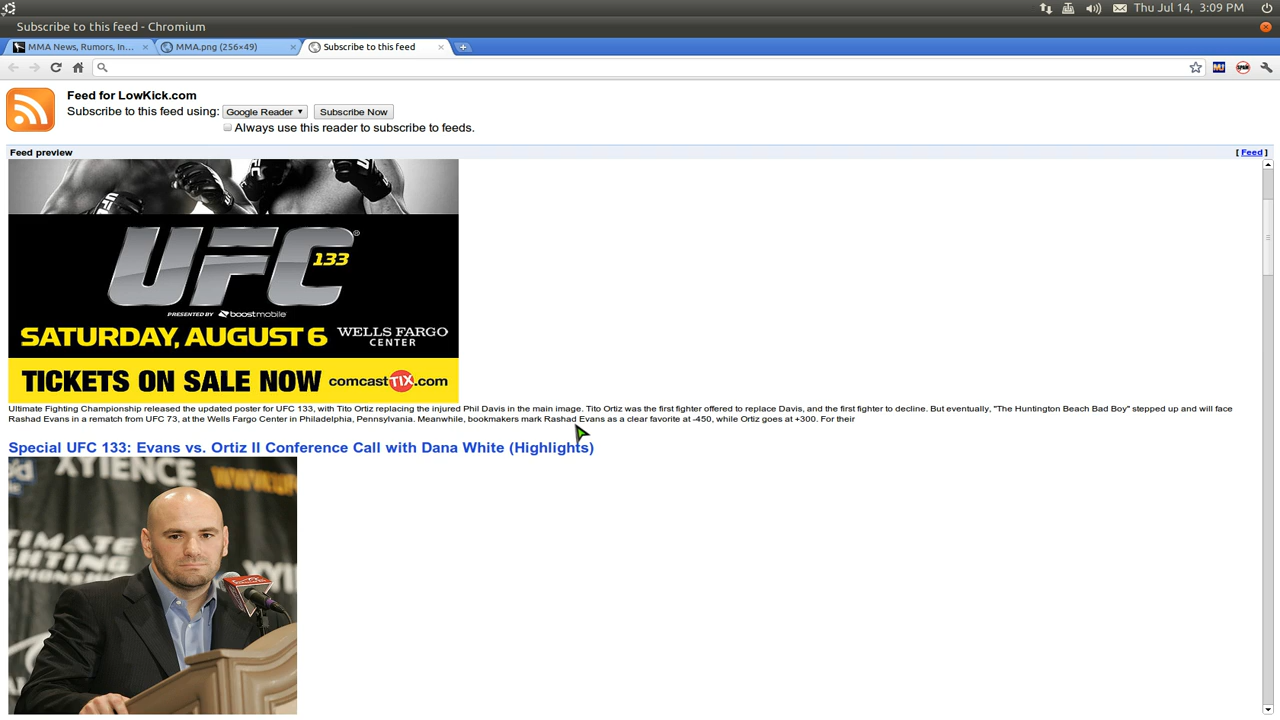 Thu Jul 14, 3:09 PM
Subscribe to this feed - Chromium
MMA News, Rumors, In...
MMA.png (256×49)
Subscribe to this feed
Feed for LowKick.com
Subscribe to this feed using: Google Reader Subscribe Now
Always use this reader to subscribe to feeds.
Feed preview
[ Feed ]
UFC
UFC
UFC® 133
PRESENTED BY boostmobile
SATURDAY, AUGUST 6 WELLS FARGO
CENTER
TICKETS ON SALE NOW comcastTIX.com
Ultimate Fighting Championship released the updated poster for UFC 133, with Tito Ortiz replacing the injured Phil Davis in the main image. Tito Ortiz was the first fighter offered to replace Davis, and the first fighter to decline. But eventually, "The Huntington Beach Bad Boy" stepped up and will face
Rashad Evans in a rematch from UFC 73, at the Wells Fargo Center in Philadelphia, Pennsylvania. Meanwhile, bookmakers mark Rashad Evans as a clear favorite at -450, while Ortiz goes at +300. For their
Special UFC 133: Evans vs. Ortiz II Conference Call with Dana White (Highlights)
XYIENCE
WWW.U
TIMATE
HTING
XYI